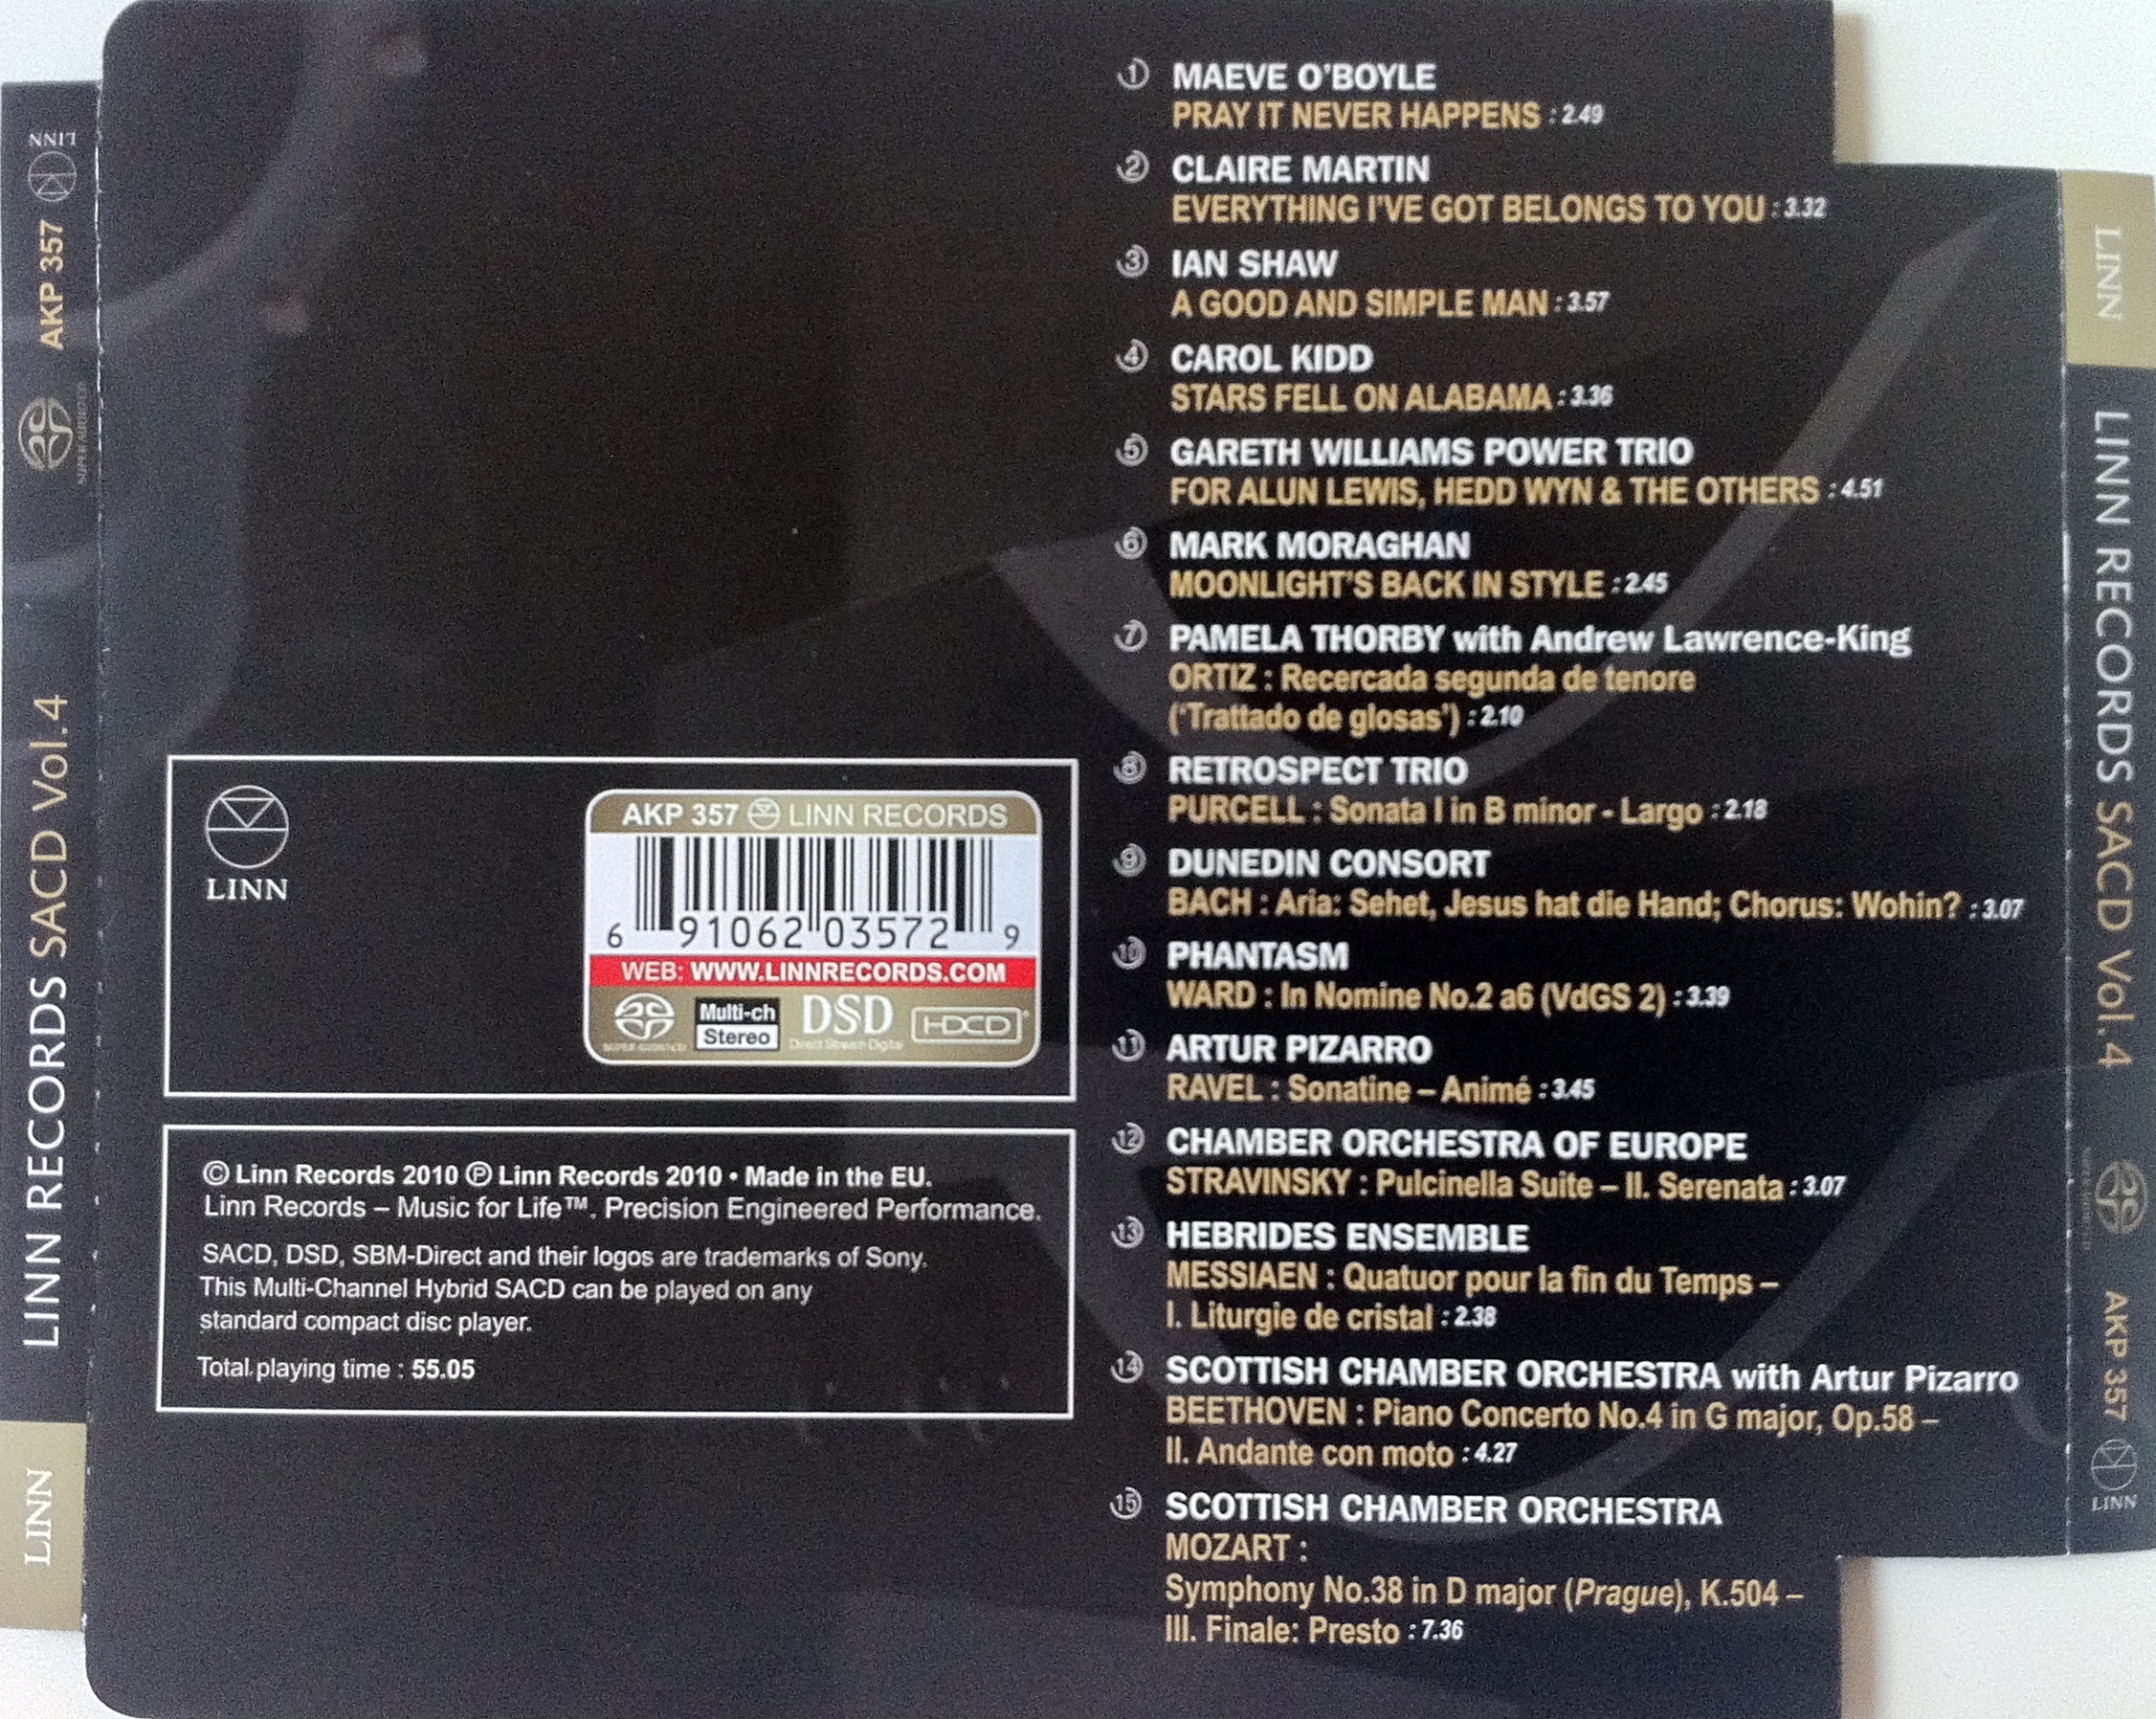 LINN
AKP 357
SUPER AUDIO CD
LINN RECORDS SACD Vol.4
LINN
1 MAEVE O'BOYLE
PRAY IT NEVER HAPPENS : 2.49
2 CLAIRE MARTIN
EVERYTHING I'VE GOT BELONGS TO YOU : 3.32
3 IAN SHAW
A GOOD AND SIMPLE MAN : 3.57
4 CAROL KIDD
STARS FELL ON ALABAMA : 3.36
5 GARETH WILLIAMS POWER TRIO
FOR ALUN LEWIS, HEDD WYN & THE OTHERS : 4.51
6 MARK MORAGHAN
MOONLIGHT'S BACK IN STYLE : 2.45
7 PAMELA THORBY with Andrew Lawrence-King
ORTIZ : Recercada segunda de tenore
('Trattado de glosas') : 2.10
8 RETROSPECT TRIO
PURCELL : Sonata I in B minor - Largo : 2.18
9 DUNEDIN CONSORT
BACH : Aria: Sehet, Jesus hat die Hand; Chorus: Wohin? : 3.07
10 PHANTASM
WARD : In Nomine No.2 a6 (VdGS 2) : 3.39
11 ARTUR PIZARRO
RAVEL : Sonatine – Animé : 3.45
12 CHAMBER ORCHESTRA OF EUROPE
STRAVINSKY : Pulcinella Suite – II. Serenata : 3.07
13 HEBRIDES ENSEMBLE
MESSIAEN : Quatuor pour la fin du Temps –
I. Liturgie de cristal : 2.38
14 SCOTTISH CHAMBER ORCHESTRA with Artur Pizarro
BEETHOVEN : Piano Concerto No.4 in G major, Op.58 –
II. Andante con moto : 4.27
15 SCOTTISH CHAMBER ORCHESTRA
MOZART :
Symphony No.38 in D major (Prague), K.504 –
III. Finale: Presto : 7.36
LINN
AKP 357 LINN RECORDS
6 91062 03572 9
WEB: WWW.LINNRECORDS.COM
SUPER AUDIO CD
Multi-ch
Stereo
DSD
Direct Stream Digital
HDCD
© Linn Records 2010 ℗ Linn Records 2010 • Made in the EU.
Linn Records – Music for Life™. Precision Engineered Performance.
SACD, DSD, SBM-Direct and their logos are trademarks of Sony.
This Multi-Channel Hybrid SACD can be played on any
standard compact disc player.
Total playing time : 55.05
LINN
LINN RECORDS SACD Vol.4
SUPER AUDIO CD
AKP 357
LINN